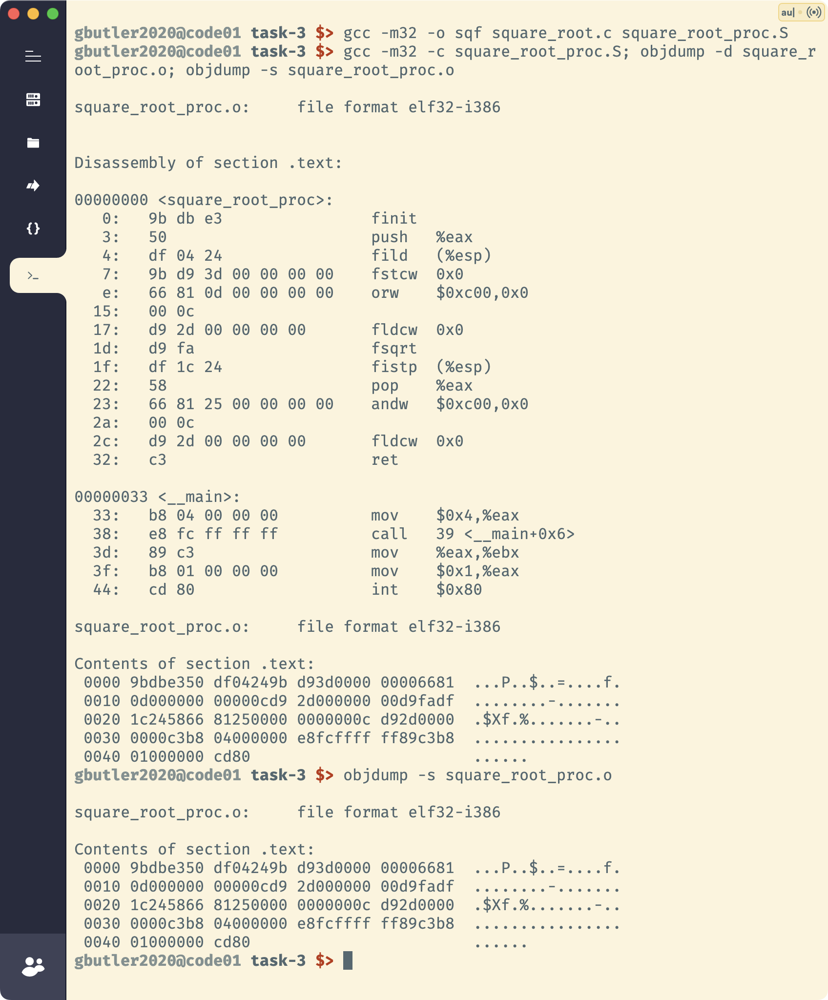 au|
gbutler2020@code01 task-3 $> gcc -m32 -o sqf square_root.c square_root_proc.S
gbutler2020@code01 task-3 $> gcc -m32 -c square_root_proc.S; objdump -d square_r
oot_proc.o; objdump -s square_root_proc.o
square_root_proc.o:     file format elf32-i386
Disassembly of section .text:
00000000 <square_root_proc>:
   0:   9b db e3                finit
   3:   50                      push   %eax
   4:   df 04 24                fild   (%esp)
   7:   9b d9 3d 00 00 00 00    fstcw  0x0
   e:   66 81 0d 00 00 00 00    orw    $0xc00,0x0
  15:   00 0c
  17:   d9 2d 00 00 00 00       fldcw  0x0
  1d:   d9 fa                   fsqrt
  1f:   df 1c 24                fistp  (%esp)
  22:   58                      pop    %eax
  23:   66 81 25 00 00 00 00    andw   $0xc00,0x0
  2a:   00 0c
  2c:   d9 2d 00 00 00 00       fldcw  0x0
  32:   c3                      ret
00000033 <__main>:
  33:   b8 04 00 00 00          mov    $0x4,%eax
  38:   e8 fc ff ff ff          call   39 <__main+0x6>
  3d:   89 c3                   mov    %eax,%ebx
  3f:   b8 01 00 00 00          mov    $0x1,%eax
  44:   cd 80                   int    $0x80
square_root_proc.o:     file format elf32-i386
Contents of section .text:
 0000 9bdbe350 df04249b d93d0000 00006681  ...P..$..=....f.
 0010 0d000000 00000cd9 2d000000 00d9fadf  ........-.......
 0020 1c245866 81250000 0000000c d92d0000  .$Xf.%.......-..
 0030 0000c3b8 04000000 e8fcffff ff89c3b8  ................
 0040 01000000 cd80                        ......
gbutler2020@code01 task-3 $> objdump -s square_root_proc.o
square_root_proc.o:     file format elf32-i386
Contents of section .text:
 0000 9bdbe350 df04249b d93d0000 00006681  ...P..$..=....f.
 0010 0d000000 00000cd9 2d000000 00d9fadf  ........-.......
 0020 1c245866 81250000 0000000c d92d0000  .$Xf.%.......-..
 0030 0000c3b8 04000000 e8fcffff ff89c3b8  ................
 0040 01000000 cd80                        ......
gbutler2020@code01 task-3 $>